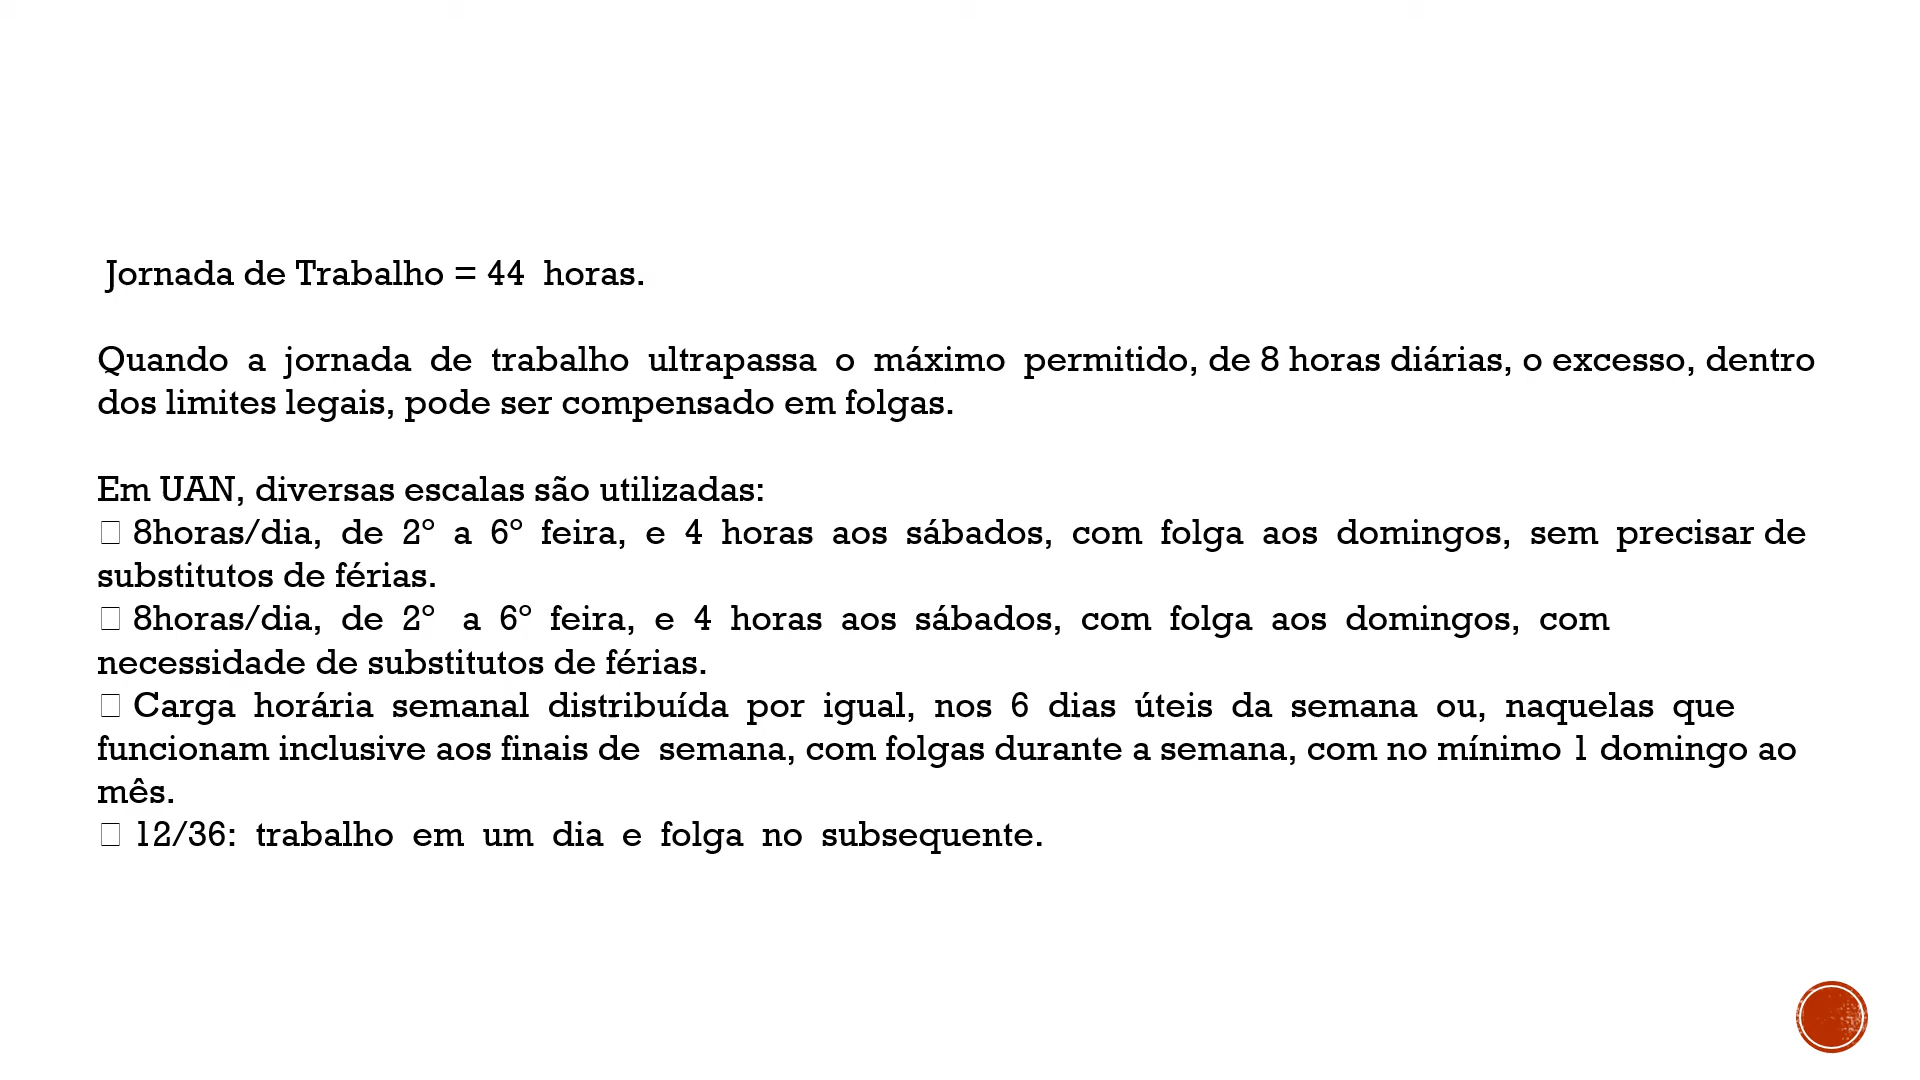 Jornada de Trabalho = 44 horas.
Quando a jornada de trabalho ultrapassa o máximo permitido, de 8 horas diárias, o excesso, dentro
dos limites legais, pode ser compensado em folgas.
Em UAN, diversas escalas são utilizadas:
8horas/dia, de 2º a 6º feira, e 4 horas aos sábados, com folga aos domingos, sem precisar de
substitutos de férias.
8horas/dia, de 2º a 6º feira, e 4 horas aos sábados, com folga aos domingos, com
necessidade de substitutos de férias.
Carga horária semanal distribuída por igual, nos 6 dias úteis da semana ou, naquelas que
funcionam inclusive aos finais de semana, com folgas durante a semana, com no mínimo 1 domingo ao
mês.
12/36: trabalho em um dia e folga no subsequente.